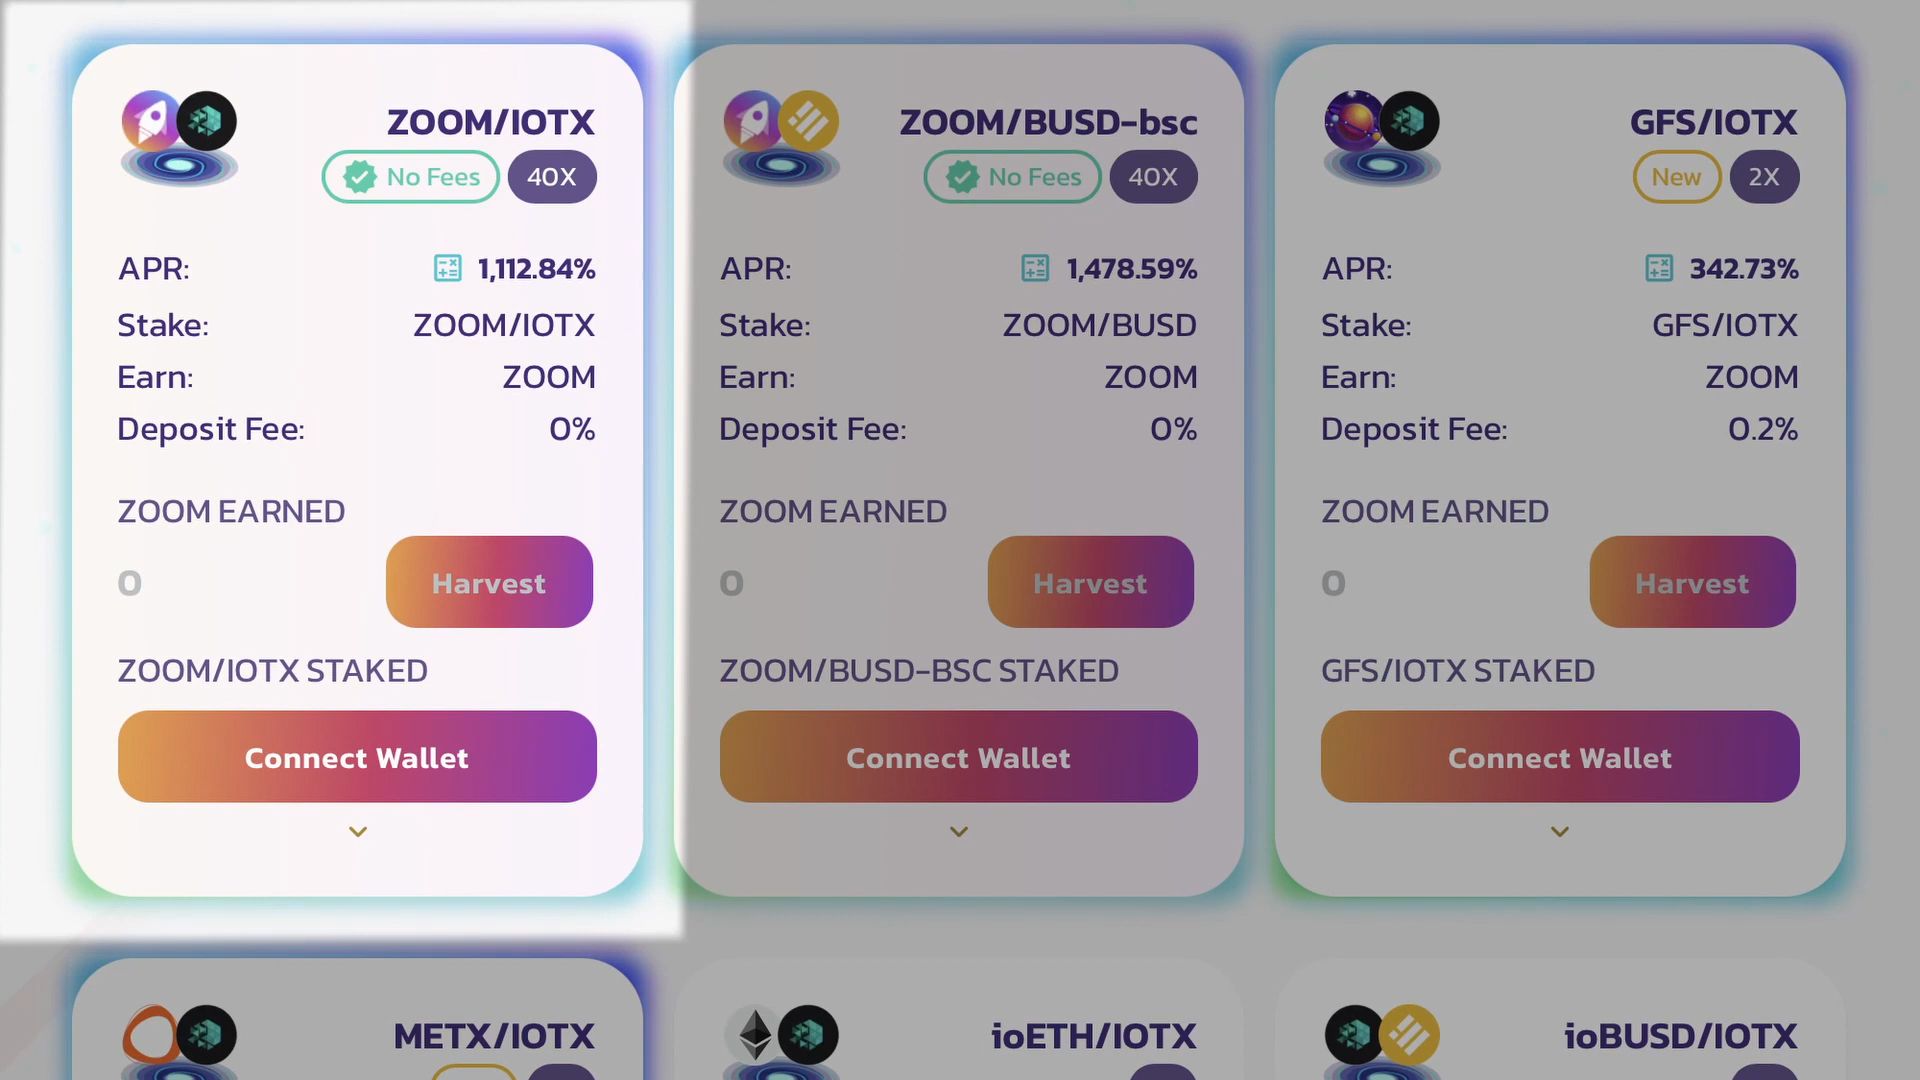 ZOOM/IOTX
No Fees 40X
APR: 1,112.84%
Stake: ZOOM/IOTX
Earn: ZOOM
Deposit Fee: 0%
ZOOM EARNED
0 Harvest
ZOOM/IOTX STAKED
Connect Wallet
ZOOM/BUSD-bsc
No Fees 40X
APR: 1,478.59%
Stake: ZOOM/BUSD
Earn: ZOOM
Deposit Fee: 0%
ZOOM EARNED
0 Harvest
ZOOM/BUSD-BSC STAKED
Connect Wallet
GFS/IOTX
New 2X
APR: 342.73%
Stake: GFS/IOTX
Earn: ZOOM
Deposit Fee: 0.2%
ZOOM EARNED
0 Harvest
GFS/IOTX STAKED
Connect Wallet
METX/IOTX
ioETH/IOTX
ioBUSD/IOTX